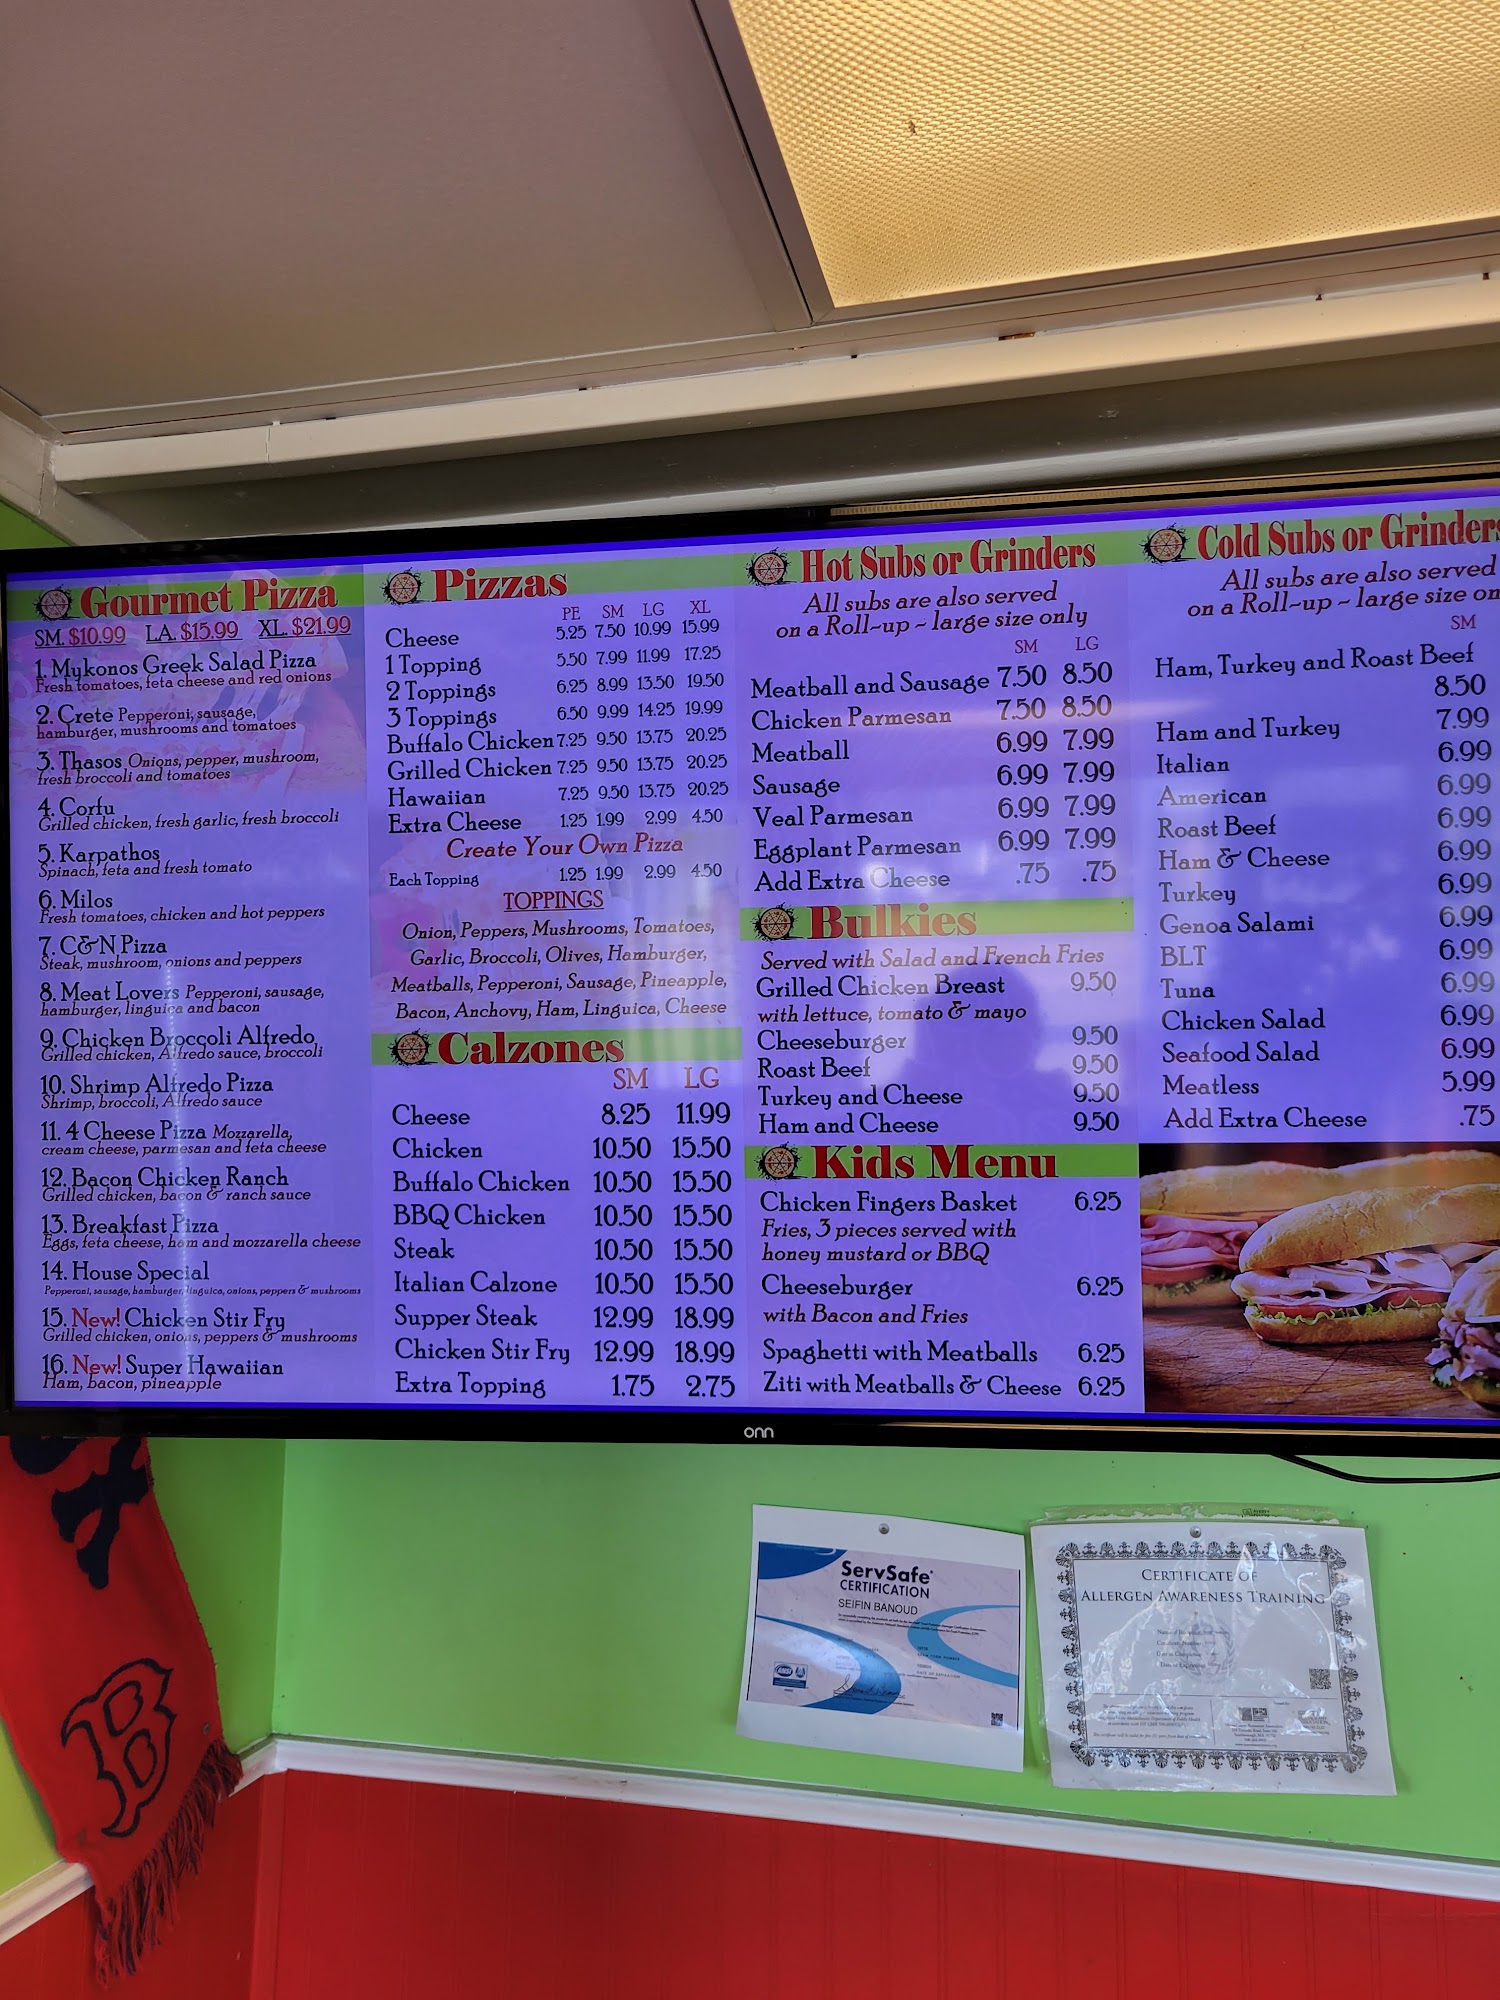 Gourmet Pizza
SM. $10.99 LA. $15.99 XL. $21.99
1. Mykonos Greek Salad Pizza
Fresh tomatoes, feta cheese and red onions
2. Crete Pepperoni, sausage,
hamburger, mushrooms and tomatoes
3. Thasos Onions, pepper, mushroom,
fresh broccoli and tomatoes
4. Corfu
Grilled chicken, fresh garlic, fresh broccoli
5. Karpathos
Spinach, feta and fresh tomato
6. Milos
Fresh tomatoes, chicken and hot peppers
7. C&N Pizza
Steak, mushroom, onions and peppers
8. Meat Lovers Pepperoni, sausage,
hamburger, linguica and bacon
9. Chicken Broccoli Alfredo
Grilled chicken, Alfredo sauce, broccoli
10. Shrimp Alfredo Pizza
Shrimp, broccoli, Alfredo sauce
11. 4 Cheese Pizza Mozzarella,
cream cheese, parmesan and feta cheese
12. Bacon Chicken Ranch
Grilled chicken, bacon & ranch sauce
13. Breakfast Pizza
Eggs, feta cheese, ham and mozzarella cheese
14. House Special
Pepperoni, sausage, hamburger, linguica, onions, peppers & mushrooms
15. New! Chicken Stir Fry
Grilled chicken, onions, peppers & mushrooms
16. New! Super Hawaiian
Ham, bacon, pineapple
Pizzas
PE SM LG XL
Cheese 5.25 7.50 10.99 15.99
1 Topping 5.50 7.99 11.99 17.25
2 Toppings 6.25 8.99 13.50 19.50
3 Toppings 6.50 9.99 14.25 19.99
Buffalo Chicken 7.25 9.50 13.75 20.25
Grilled Chicken 7.25 9.50 13.75 20.25
Hawaiian 7.25 9.50 13.75 20.25
Extra Cheese 1.25 1.99 2.99 4.50
Create Your Own Pizza
Each Topping 1.25 1.99 2.99 4.50
TOPPINGS
Onion, Peppers, Mushrooms, Tomatoes,
Garlic, Broccoli, Olives, Hamburger,
Meatballs, Pepperoni, Sausage, Pineapple,
Bacon, Anchovy, Ham, Linguica, Cheese
Calzones
SM LG
Cheese 8.25 11.99
Chicken 10.50 15.50
Buffalo Chicken 10.50 15.50
BBQ Chicken 10.50 15.50
Steak 10.50 15.50
Italian Calzone 10.50 15.50
Supper Steak 12.99 18.99
Chicken Stir Fry 12.99 18.99
Extra Topping 1.75 2.75
Hot Subs or Grinders
All subs are also served
on a Roll-up ~ large size only
SM LG
Meatball and Sausage 7.50 8.50
Chicken Parmesan 7.50 8.50
Meatball 6.99 7.99
Sausage 6.99 7.99
Veal Parmesan 6.99 7.99
Eggplant Parmesan 6.99 7.99
Add Extra Cheese .75 .75
Bulkies
Served with Salad and French Fries
Grilled Chicken Breast 9.50
with lettuce, tomato & mayo
Cheeseburger 9.50
Roast Beef 9.50
Turkey and Cheese 9.50
Ham and Cheese 9.50
Kids Menu
Chicken Fingers Basket 6.25
Fries, 3 pieces served with
honey mustard or BBQ
Cheeseburger 6.25
with Bacon and Fries
Spaghetti with Meatballs 6.25
Ziti with Meatballs & Cheese 6.25
Cold Subs or Grinders
All subs are also served
on a Roll-up ~ large size on
SM
Ham, Turkey and Roast Beef
8.50
Ham and Turkey 7.99
Italian 6.99
American 6.99
Roast Beef 6.99
Ham & Cheese 6.99
Turkey 6.99
Genoa Salami 6.99
BLT 6.99
Tuna 6.99
Chicken Salad 6.99
Seafood Salad 6.99
Meatless 5.99
Add Extra Cheese .75
onn
B
ServSafe
CERTIFICATION
SEIFIN BANOUD
CERTIFICATE OF
ALLERGEN AWARENESS TRAINING